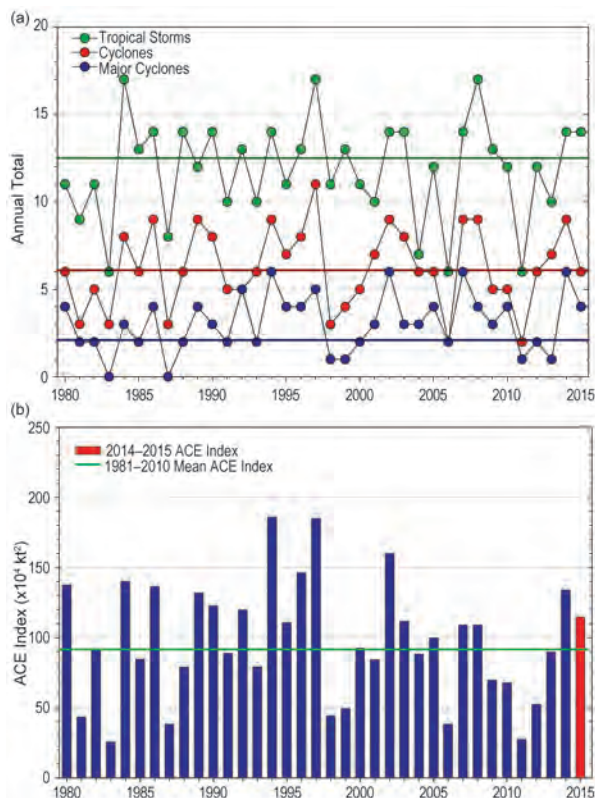 (a)
20
Tropical Storms
Cyclones
Major Cyclones
15
10
5
0
Annual Total
1980 1985 1990 1995 2000 2005 2010 2015
(b)
250
2014–2015 ACE Index
1981–2010 Mean ACE Index
200
150
100
50
0
ACE Index (x10⁴ kt²)
1980 1985 1990 1995 2000 2005 2010 2015